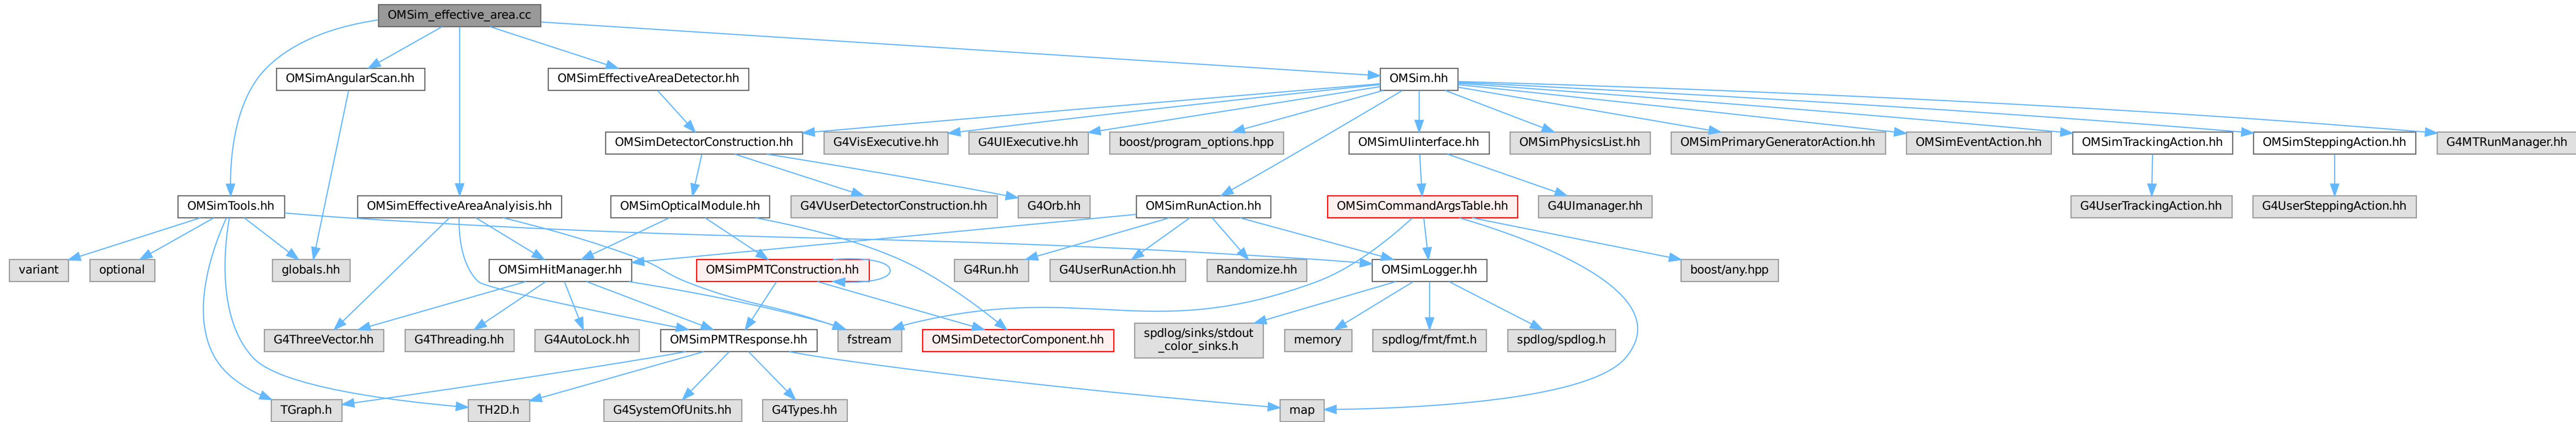 OMSim_effective_area.cc
OMSimAngularScan.hh
OMSimEffectiveAreaDetector.hh
OMSim.hh
OMSimDetectorConstruction.hh
G4VisExecutive.hh
G4UIExecutive.hh
boost/program_options.hpp
OMSimUIinterface.hh
OMSimPhysicsList.hh
OMSimPrimaryGeneratorAction.hh
OMSimEventAction.hh
OMSimTrackingAction.hh
OMSimSteppingAction.hh
G4MTRunManager.hh
OMSimTools.hh
OMSimEffectiveAreaAnalyisis.hh
OMSimOpticalModule.hh
G4VUserDetectorConstruction.hh
G4Orb.hh
OMSimRunAction.hh
OMSimCommandArgsTable.hh
G4UImanager.hh
G4UserTrackingAction.hh
G4UserSteppingAction.hh
variant
optional
globals.hh
OMSimHitManager.hh
OMSimPMTConstruction.hh
G4Run.hh
G4UserRunAction.hh
Randomize.hh
OMSimLogger.hh
boost/any.hpp
G4ThreeVector.hh
G4Threading.hh
G4AutoLock.hh
OMSimPMTResponse.hh
fstream
OMSimDetectorComponent.hh
spdlog/sinks/stdout
_color_sinks.h
memory
spdlog/fmt/fmt.h
spdlog/spdlog.h
TGraph.h
TH2D.h
G4SystemOfUnits.hh
G4Types.hh
map